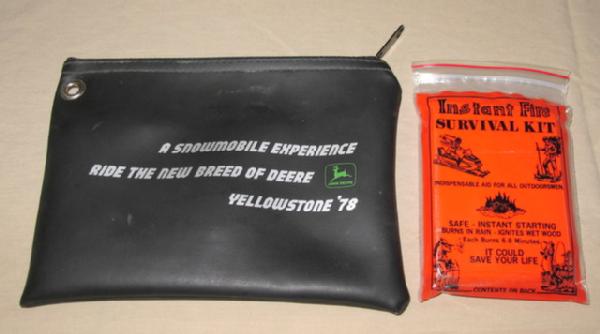 A SNOWMOBILE EXPERIENCE
RIDE THE NEW BREED OF DEERE
JOHN DEERE
YELLOWSTONE '78
Instant Fire
SURVIVAL KIT
INDISPENSABLE AID FOR ALL OUTDOORSMEN
SAFE - INSTANT STARTING
BURNS IN RAIN - IGNITES WET WOOD
Each Burns 6-8 Minutes
IT COULD
SAVE YOUR LIFE
CONTENTS ON BACK